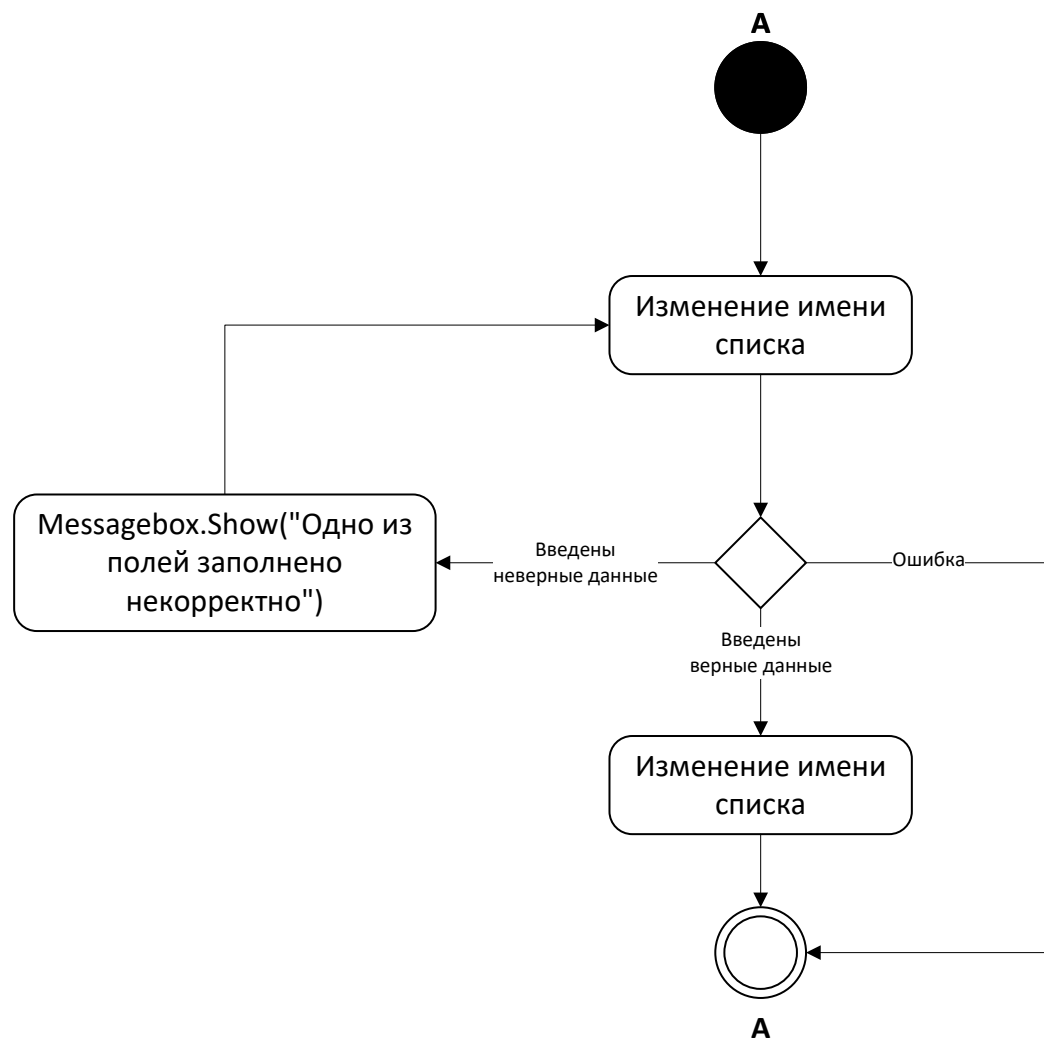 A
Изменение имени
списка
Messagebox.Show("Одно из
полей заполнено
некорректно")
Введены
неверные данные
Ошибка
Введены
верные данные
Изменение имени
списка
A